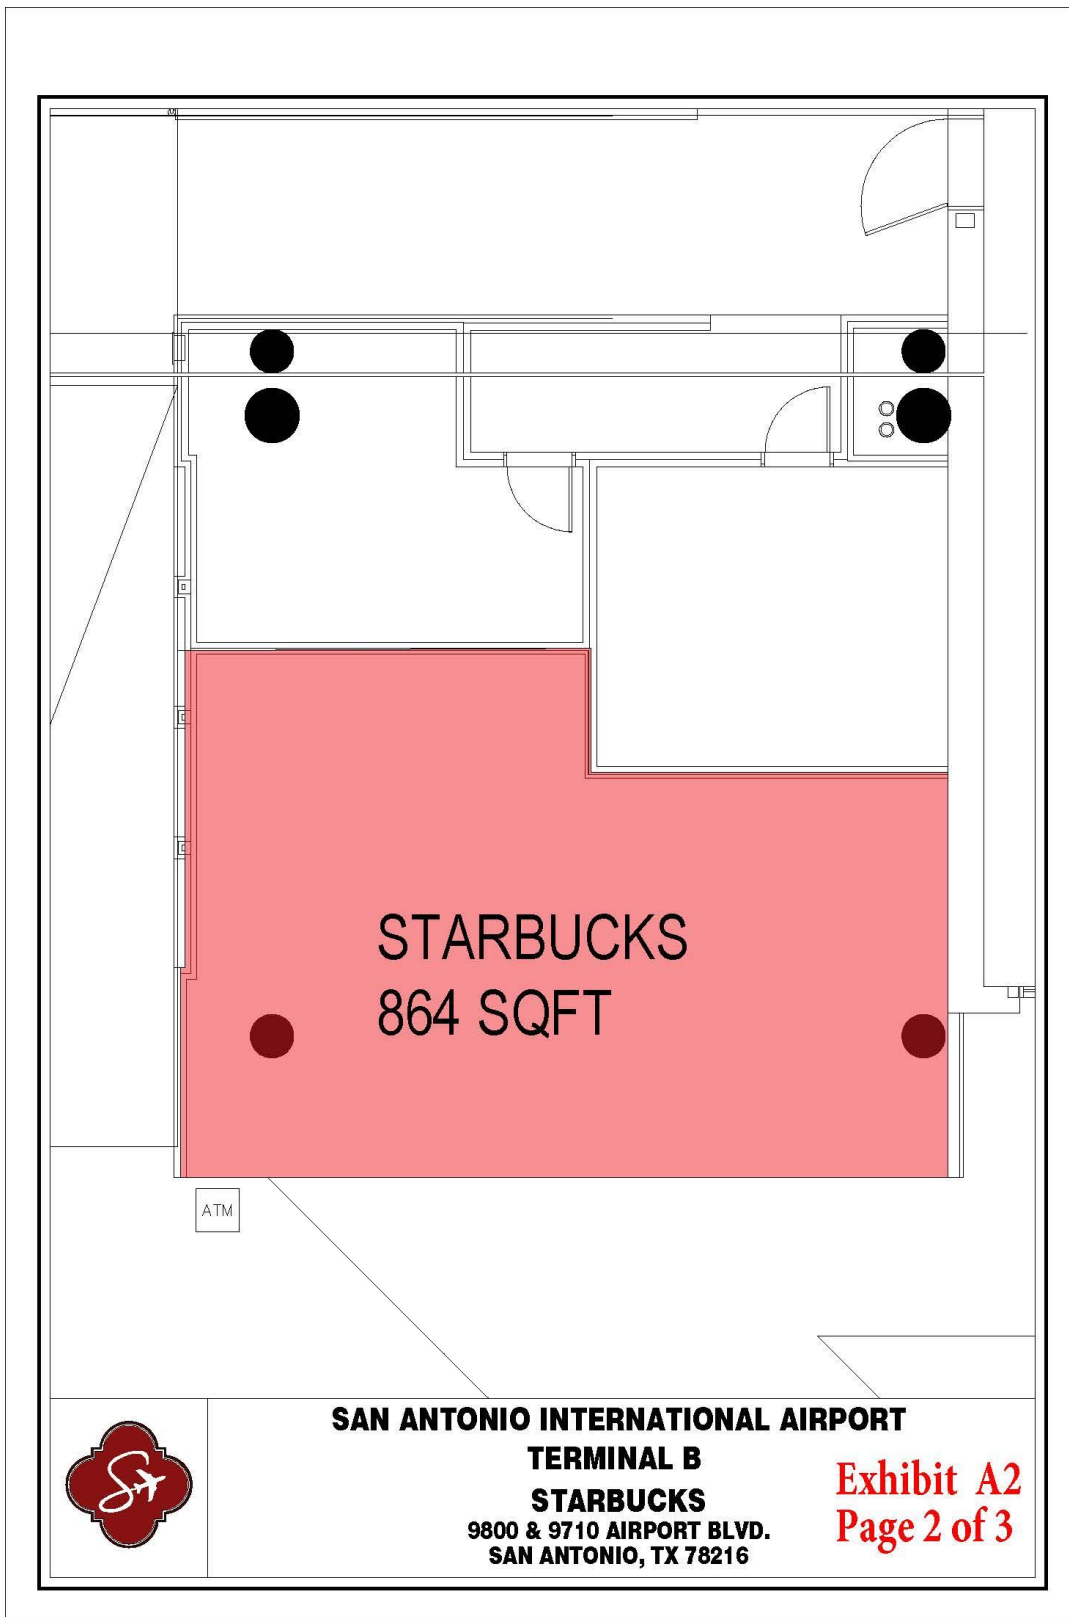 STARBUCKS
864 SQFT
ATM
SAN ANTONIO INTERNATIONAL AIRPORT
TERMINAL B
STARBUCKS
9800 & 9710 AIRPORT BLVD.
SAN ANTONIO, TX 78216
Exhibit A2
Page 2 of 3